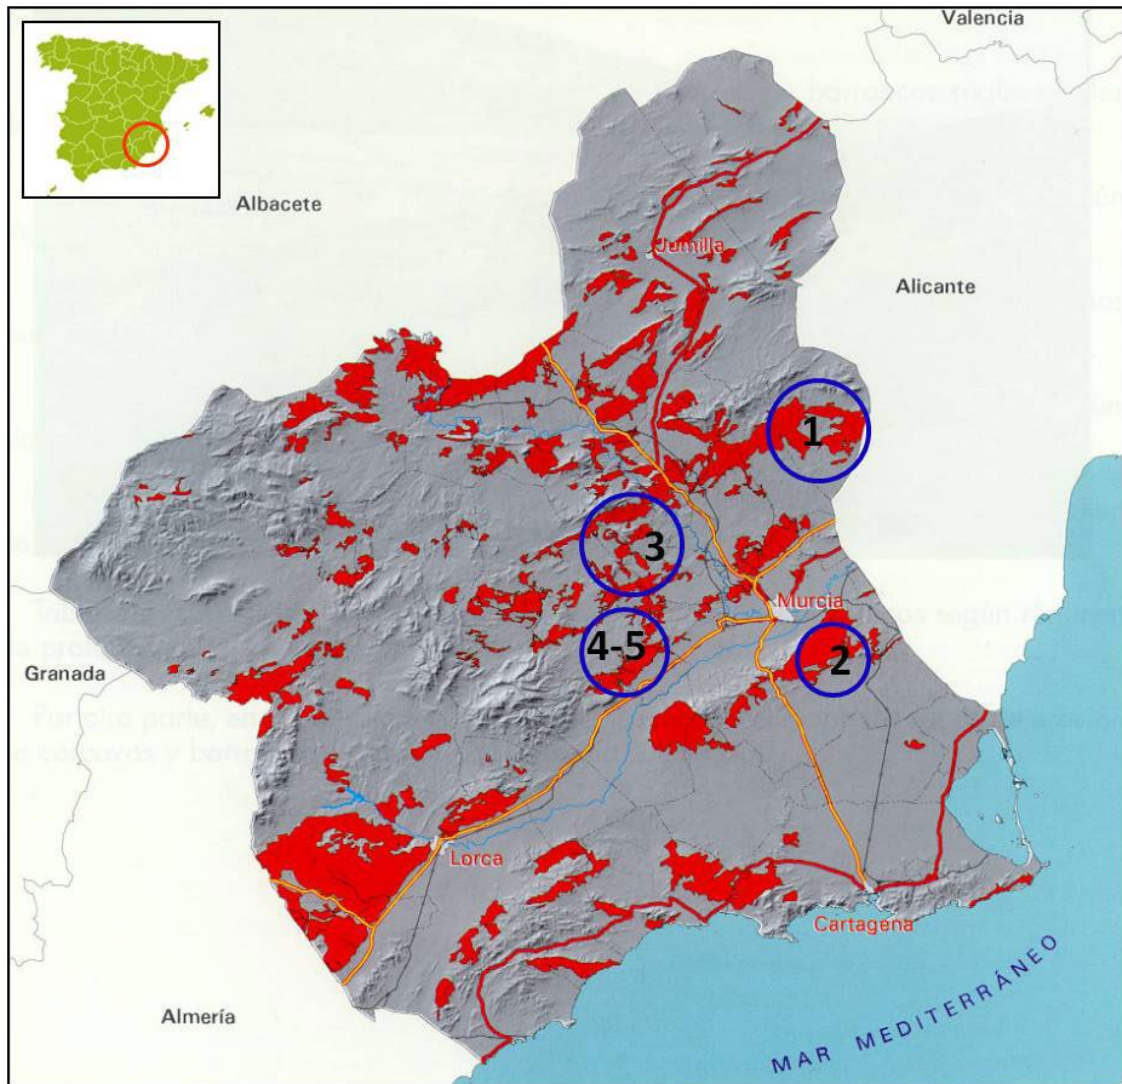 Valencia
Albacete
Jumilla
Alicante
1
3
Murcia
4-5
2
Granada
Lorca
Cartagena
Almería
MAR MEDITERRÁNEO